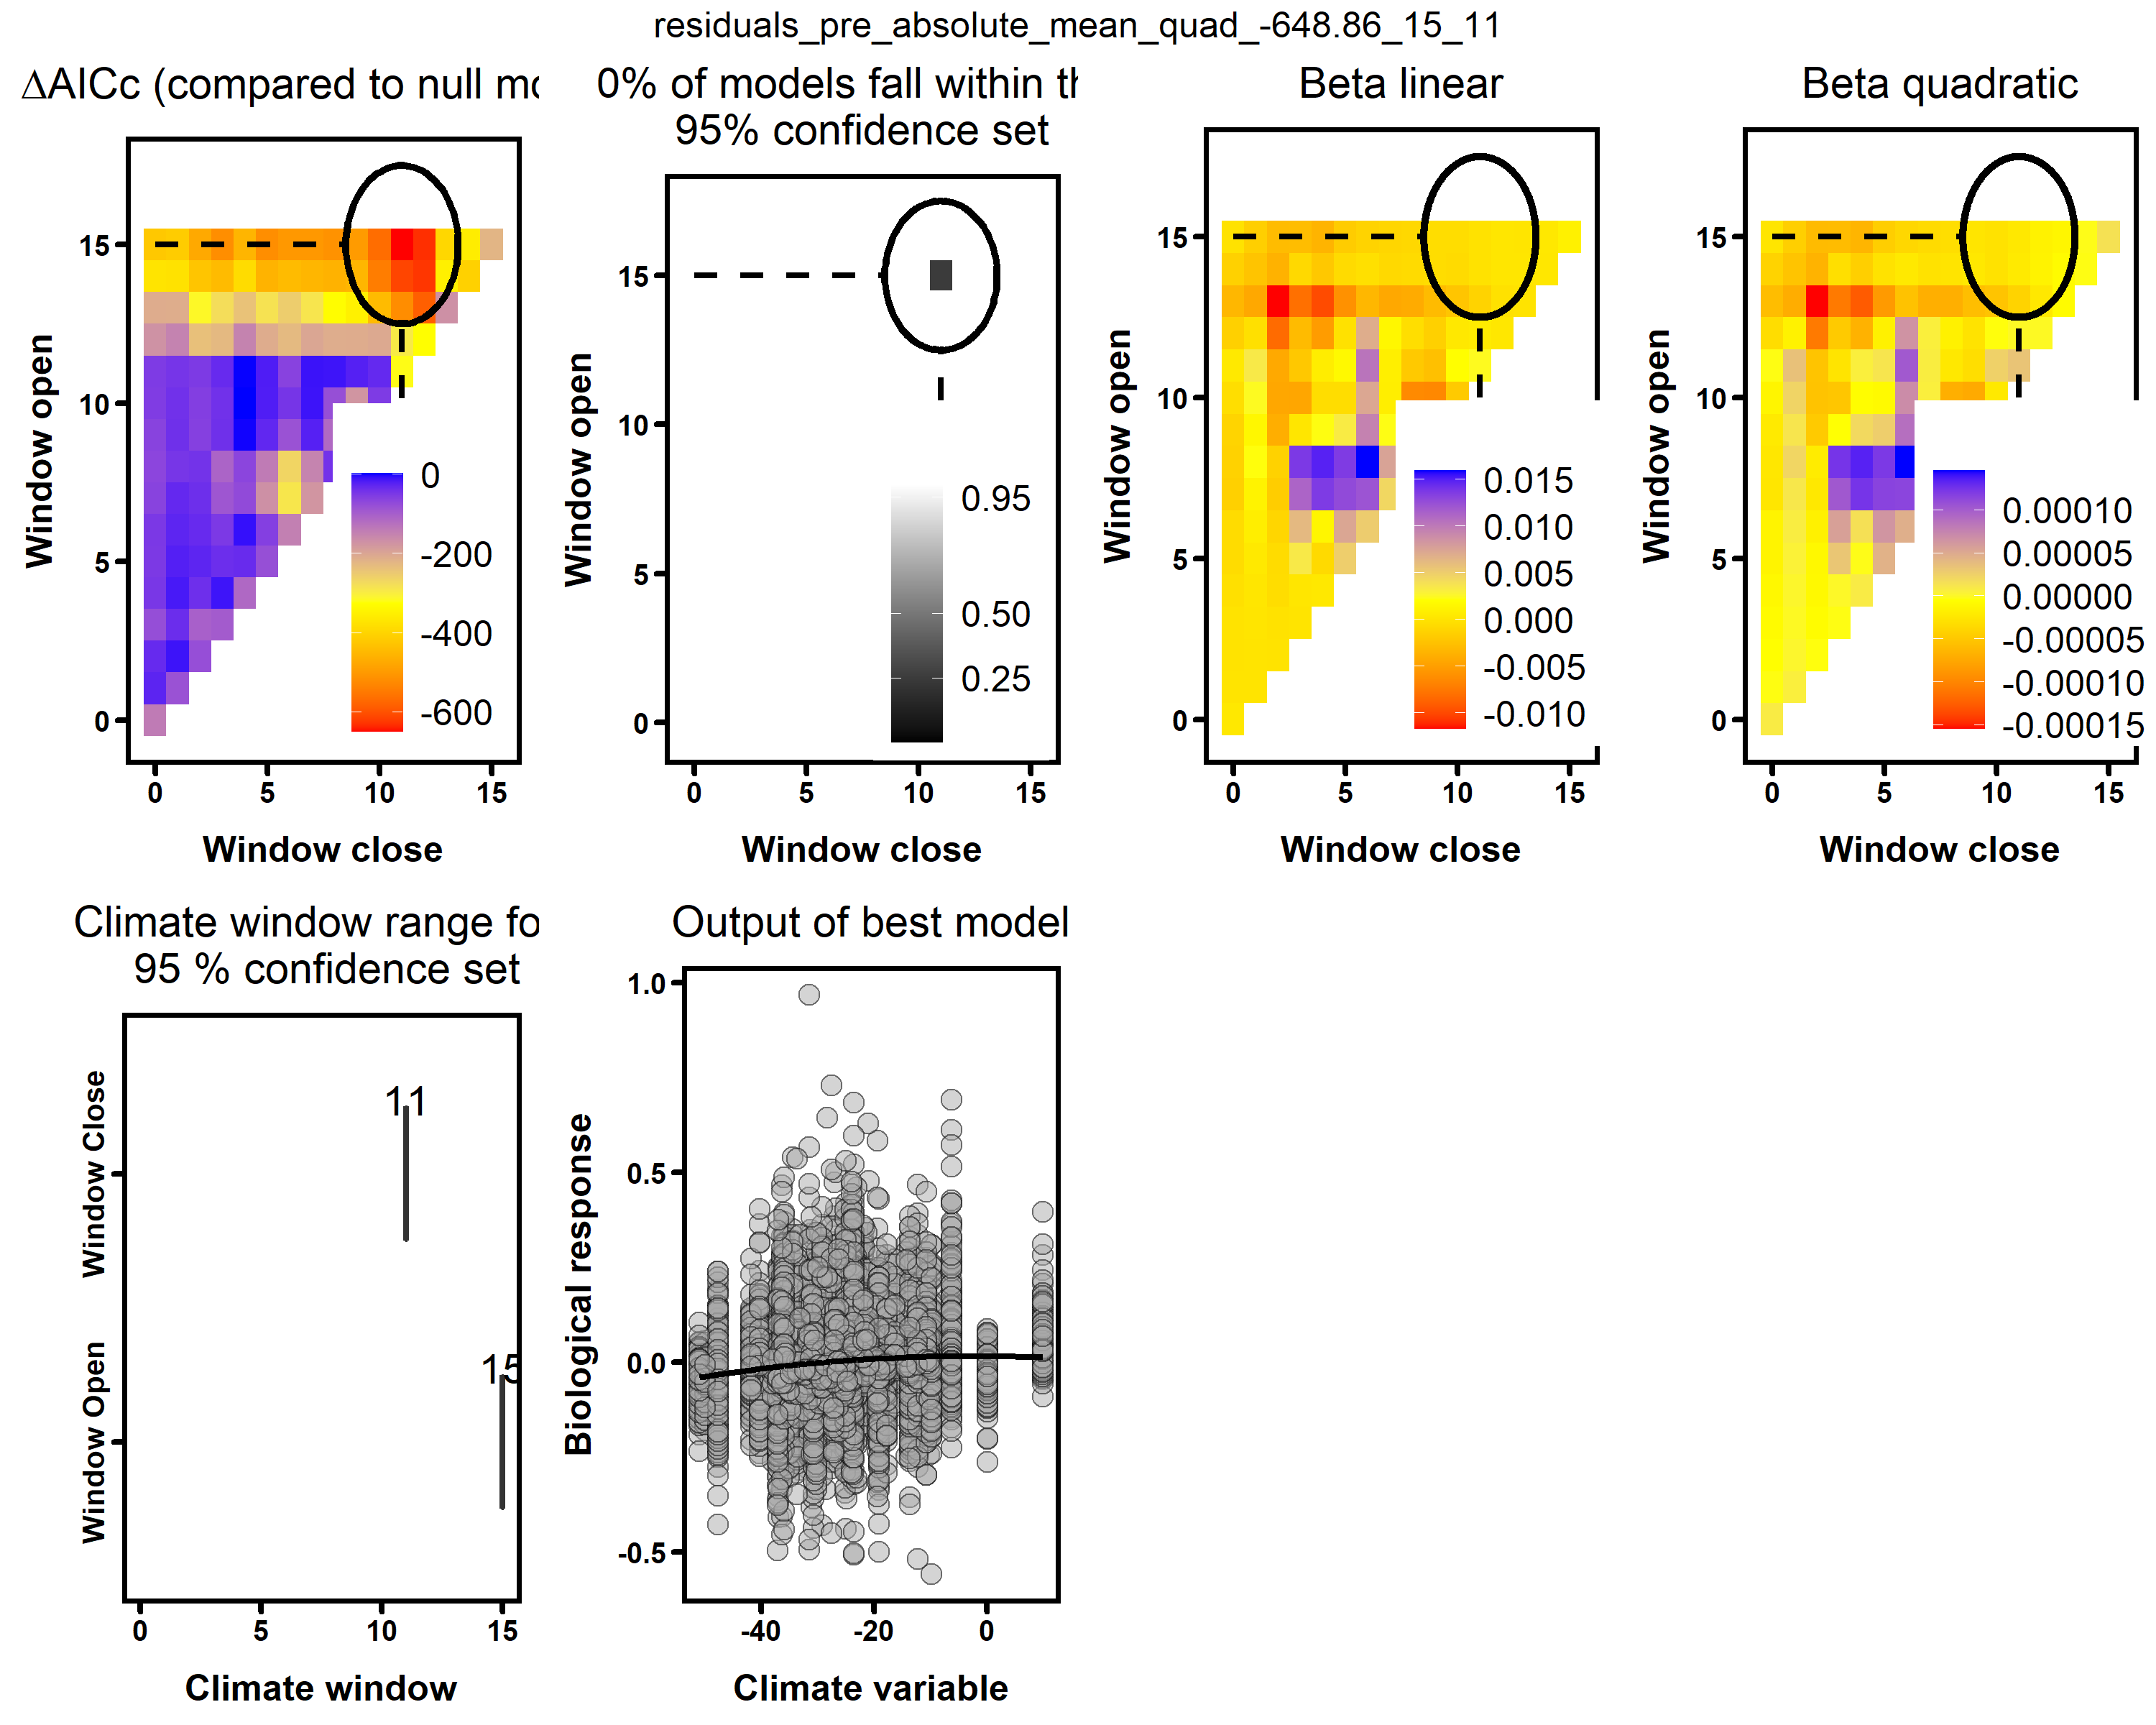 residuals_pre_absolute_mean_quad_-648.86_15_11
ΔAICc (compared to null mo
15
10
5
0
Window open
0
-200
-400
-600
0 5 10 15
Window close
0% of models fall within th
95% confidence set
15
10
5
0
Window open
0.95
0.50
0.25
0 5 10 15
Window close
Beta linear
15
10
5
0
Window open
0.015
0.010
0.005
0.000
-0.005
-0.010
0 5 10 15
Window close
Beta quadratic
15
10
5
0
Window open
0.00010
0.00005
0.00000
-0.00005
-0.00010
-0.00015
0 5 10 15
Window close
Climate window range fo
95 % confidence set
Window Close
Window Open
11
15
0 5 10 15
Climate window
Output of best model
1.0
0.5
0.0
-0.5
Biological response
-40 -20 0
Climate variable